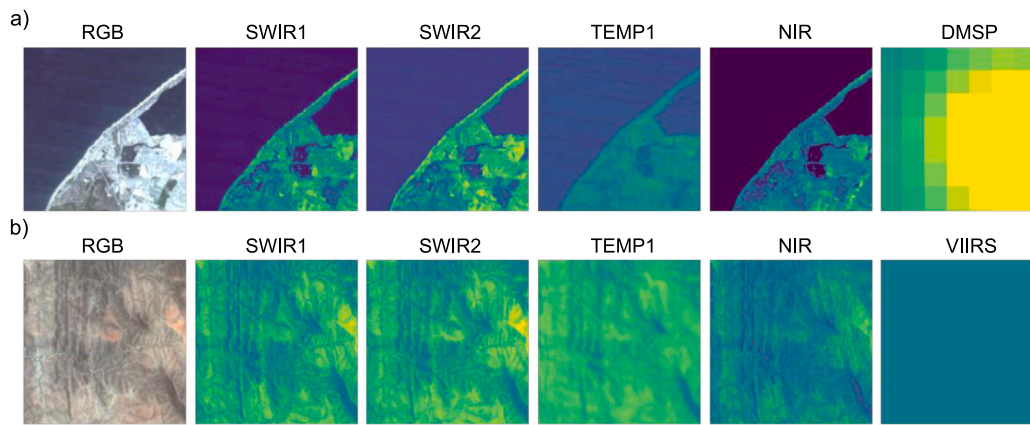 a)
RGB SWIR1 SWIR2 TEMP1 NIR DMSP
b)
RGB SWIR1 SWIR2 TEMP1 NIR VIIRS